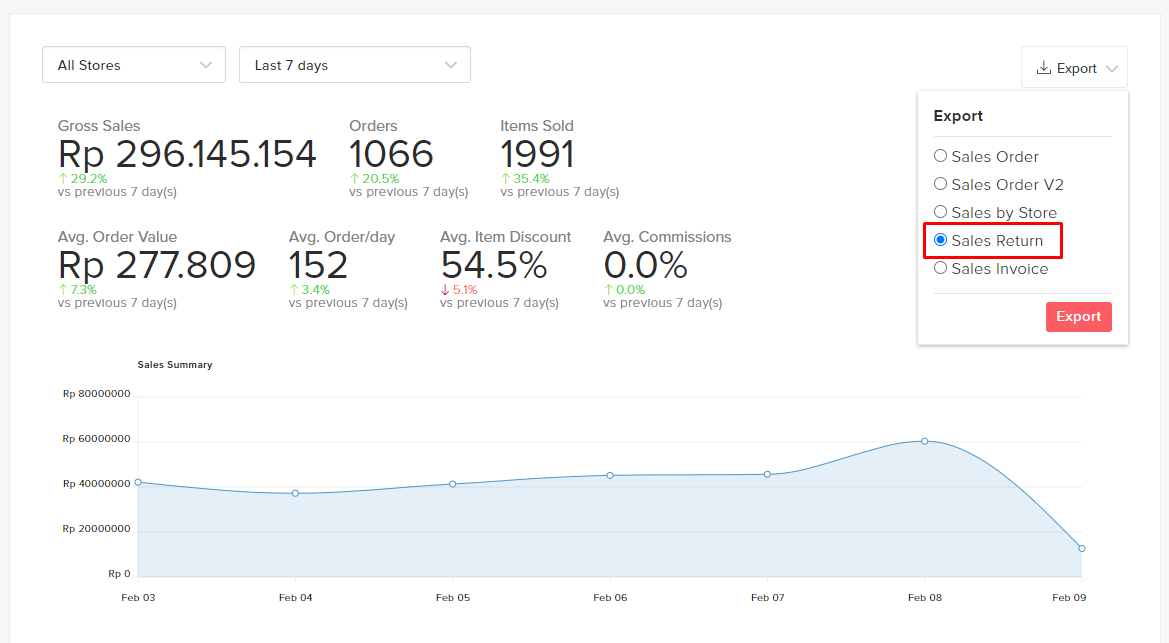 All Stores
Last 7 days
Export
Gross Sales
Rp 296.145.154
↑ 29.2%
vs previous 7 day(s)
Orders
1066
↑ 20.5%
vs previous 7 day(s)
Items Sold
1991
↑ 35.4%
vs previous 7 day(s)
Avg. Order Value
Rp 277.809
↑ 7.3%
vs previous 7 day(s)
Avg. Order/day
152
↑ 3.4%
vs previous 7 day(s)
Avg. Item Discount
54.5%
↓ 5.1%
vs previous 7 day(s)
Avg. Commissions
0.0%
↑ 0.0%
vs previous 7 day(s)
Export
Sales Order
Sales Order V2
Sales by Store
Sales Return
Sales Invoice
Export
Sales Summary
Rp 80000000
Rp 60000000
Rp 40000000
Rp 20000000
Rp 0
Feb 03
Feb 04
Feb 05
Feb 06
Feb 07
Feb 08
Feb 09